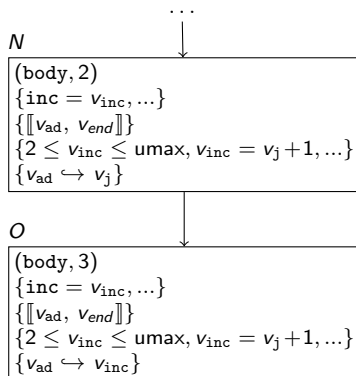 ...
N
(body, 2)
{inc = v_inc, ...}
{⟦v_ad, v_end⟧}
{2 ≤ v_inc ≤ umax, v_inc = v_j + 1, ...}
{v_ad ↪ v_j}
O
(body, 3)
{inc = v_inc, ...}
{⟦v_ad, v_end⟧}
{2 ≤ v_inc ≤ umax, v_inc = v_j + 1, ...}
{v_ad ↪ v_inc}